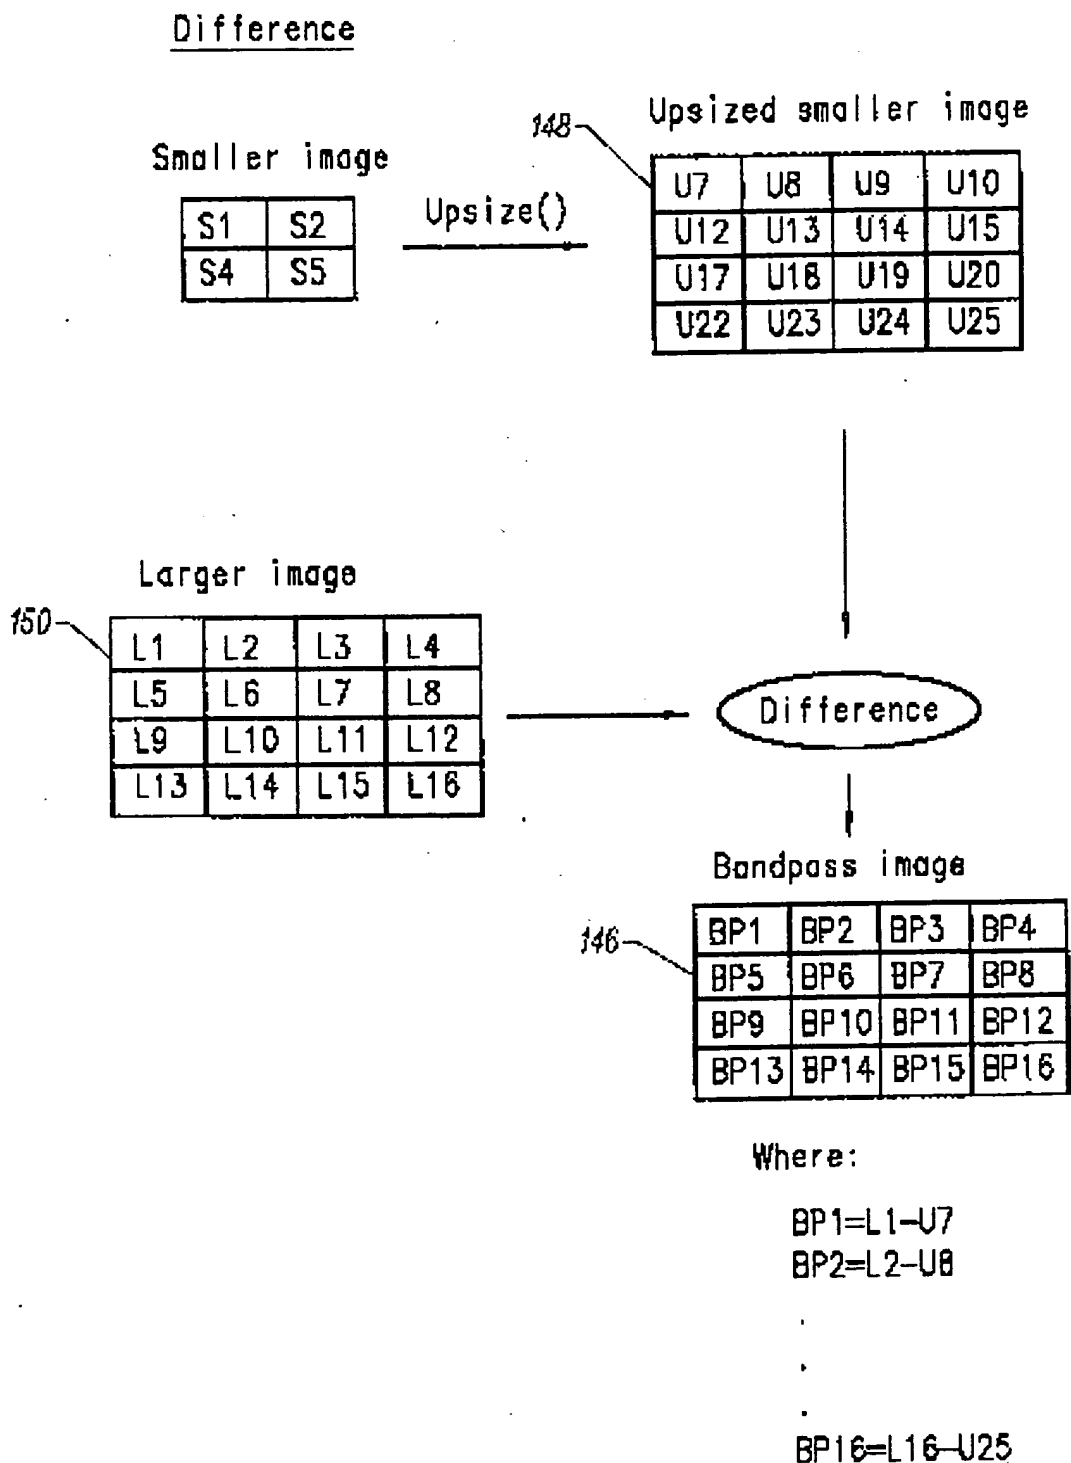 Difference
Smaller image
S1 S2
S4 S5
Upsize()
148
Upsized smaller image
U7 U8 U9 U10
U12 U13 U14 U15
U17 U18 U19 U20
U22 U23 U24 U25
Larger image
150
L1 L2 L3 L4
L5 L6 L7 L8
L9 L10 L11 L12
L13 L14 L15 L16
Difference
Bandpass image
146
BP1 BP2 BP3 BP4
BP5 BP6 BP7 BP8
BP9 BP10 BP11 BP12
BP13 BP14 BP15 BP16
Where:
BP1=L1-U7
BP2=L2-U8
.
.
.
BP16=L16-U25